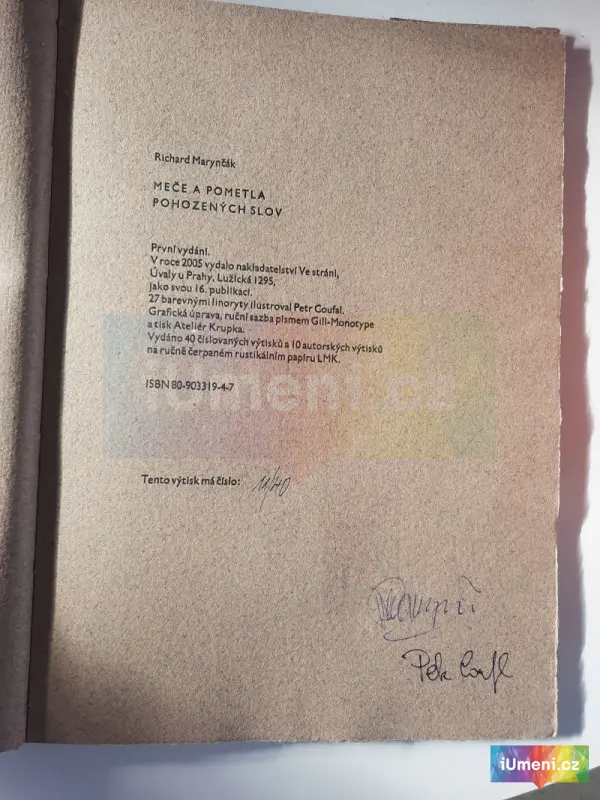 Richard Marynčák
MEČE A POMETLA
POHOZENÝCH SLOV
První vydání.
V roce 2005 vydalo nakladatelství Ve stráni,
Úvaly u Prahy, Lužická 1295,
jako svou 16. publikaci.
27 barevnými linoryty ilustroval Petr Coufal.
Grafická úprava, ruční sazba písmem Gill-Monotype
a tisk Ateliér Krupka.
Vydáno 40 číslovaných výtisků a 10 autorských výtisků
na ručně čerpaném rustikálním papíru LMK.
iUmeni.cz
ISBN 80-903319-4-7
Tento výtisk má číslo: 11/40
iUmeni.cz